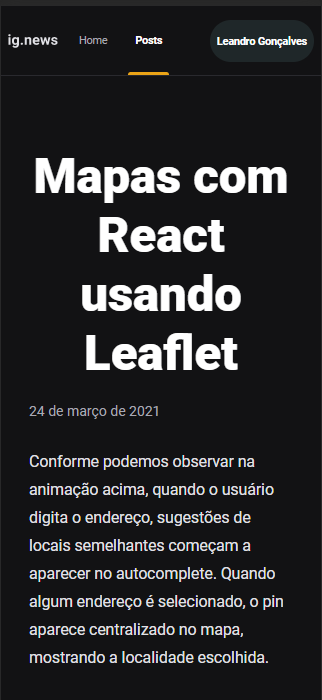 ig.news Home Posts Leandro Gonçalves
Mapas com
React
usando
Leaflet
24 de março de 2021
Conforme podemos observar na
animação acima, quando o usuário
digita o endereço, sugestões de
locais semelhantes começam a
aparecer no autocomplete. Quando
algum endereço é selecionado, o pin
aparece centralizado no mapa,
mostrando a localidade escolhida.